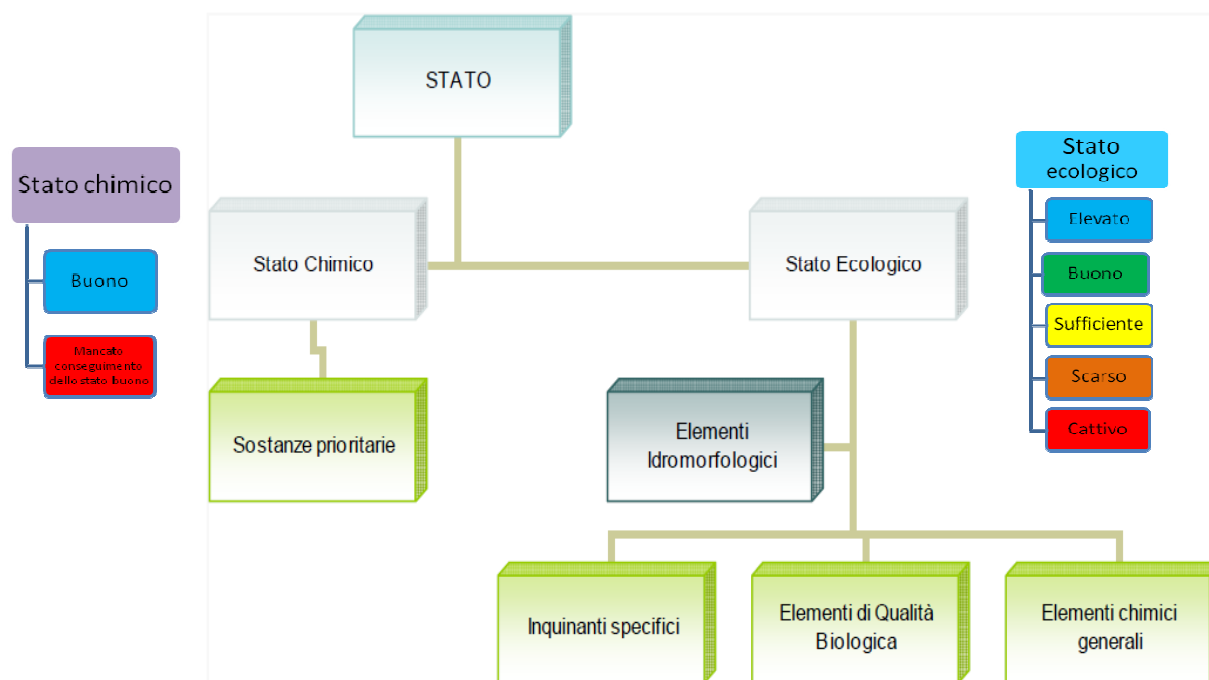 STATO
Stato chimico
Buono
Mancato
conseguimento
dello stato buono
Stato Chimico
Stato Ecologico
Sostanze prioritarie
Elementi
Idromorfologici
Inquinanti specifici
Elementi di Qualità
Biologica
Elementi chimici
generali
Stato
ecologico
Elevato
Buono
Sufficiente
Scarso
Cattivo